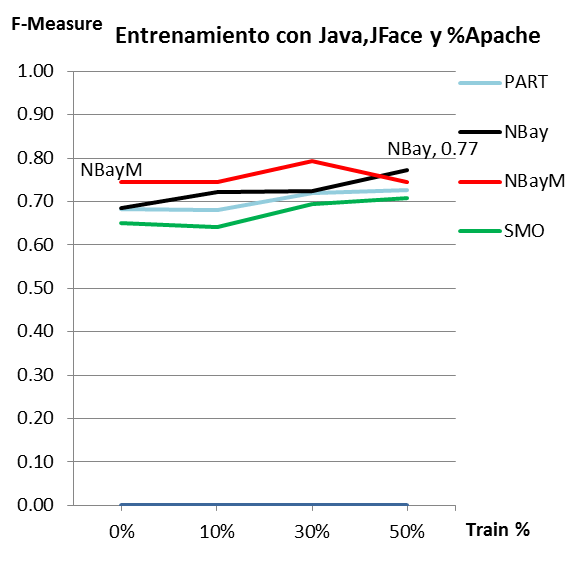 F-Measure
Entrenamiento con Java,JFace y %Apache
1.00
0.90
0.80
0.70
0.60
0.50
0.40
0.30
0.20
0.10
0.00
NBayM
NBay, 0.77
PART
NBay
NBayM
SMO
0% 10% 30% 50%
Train %